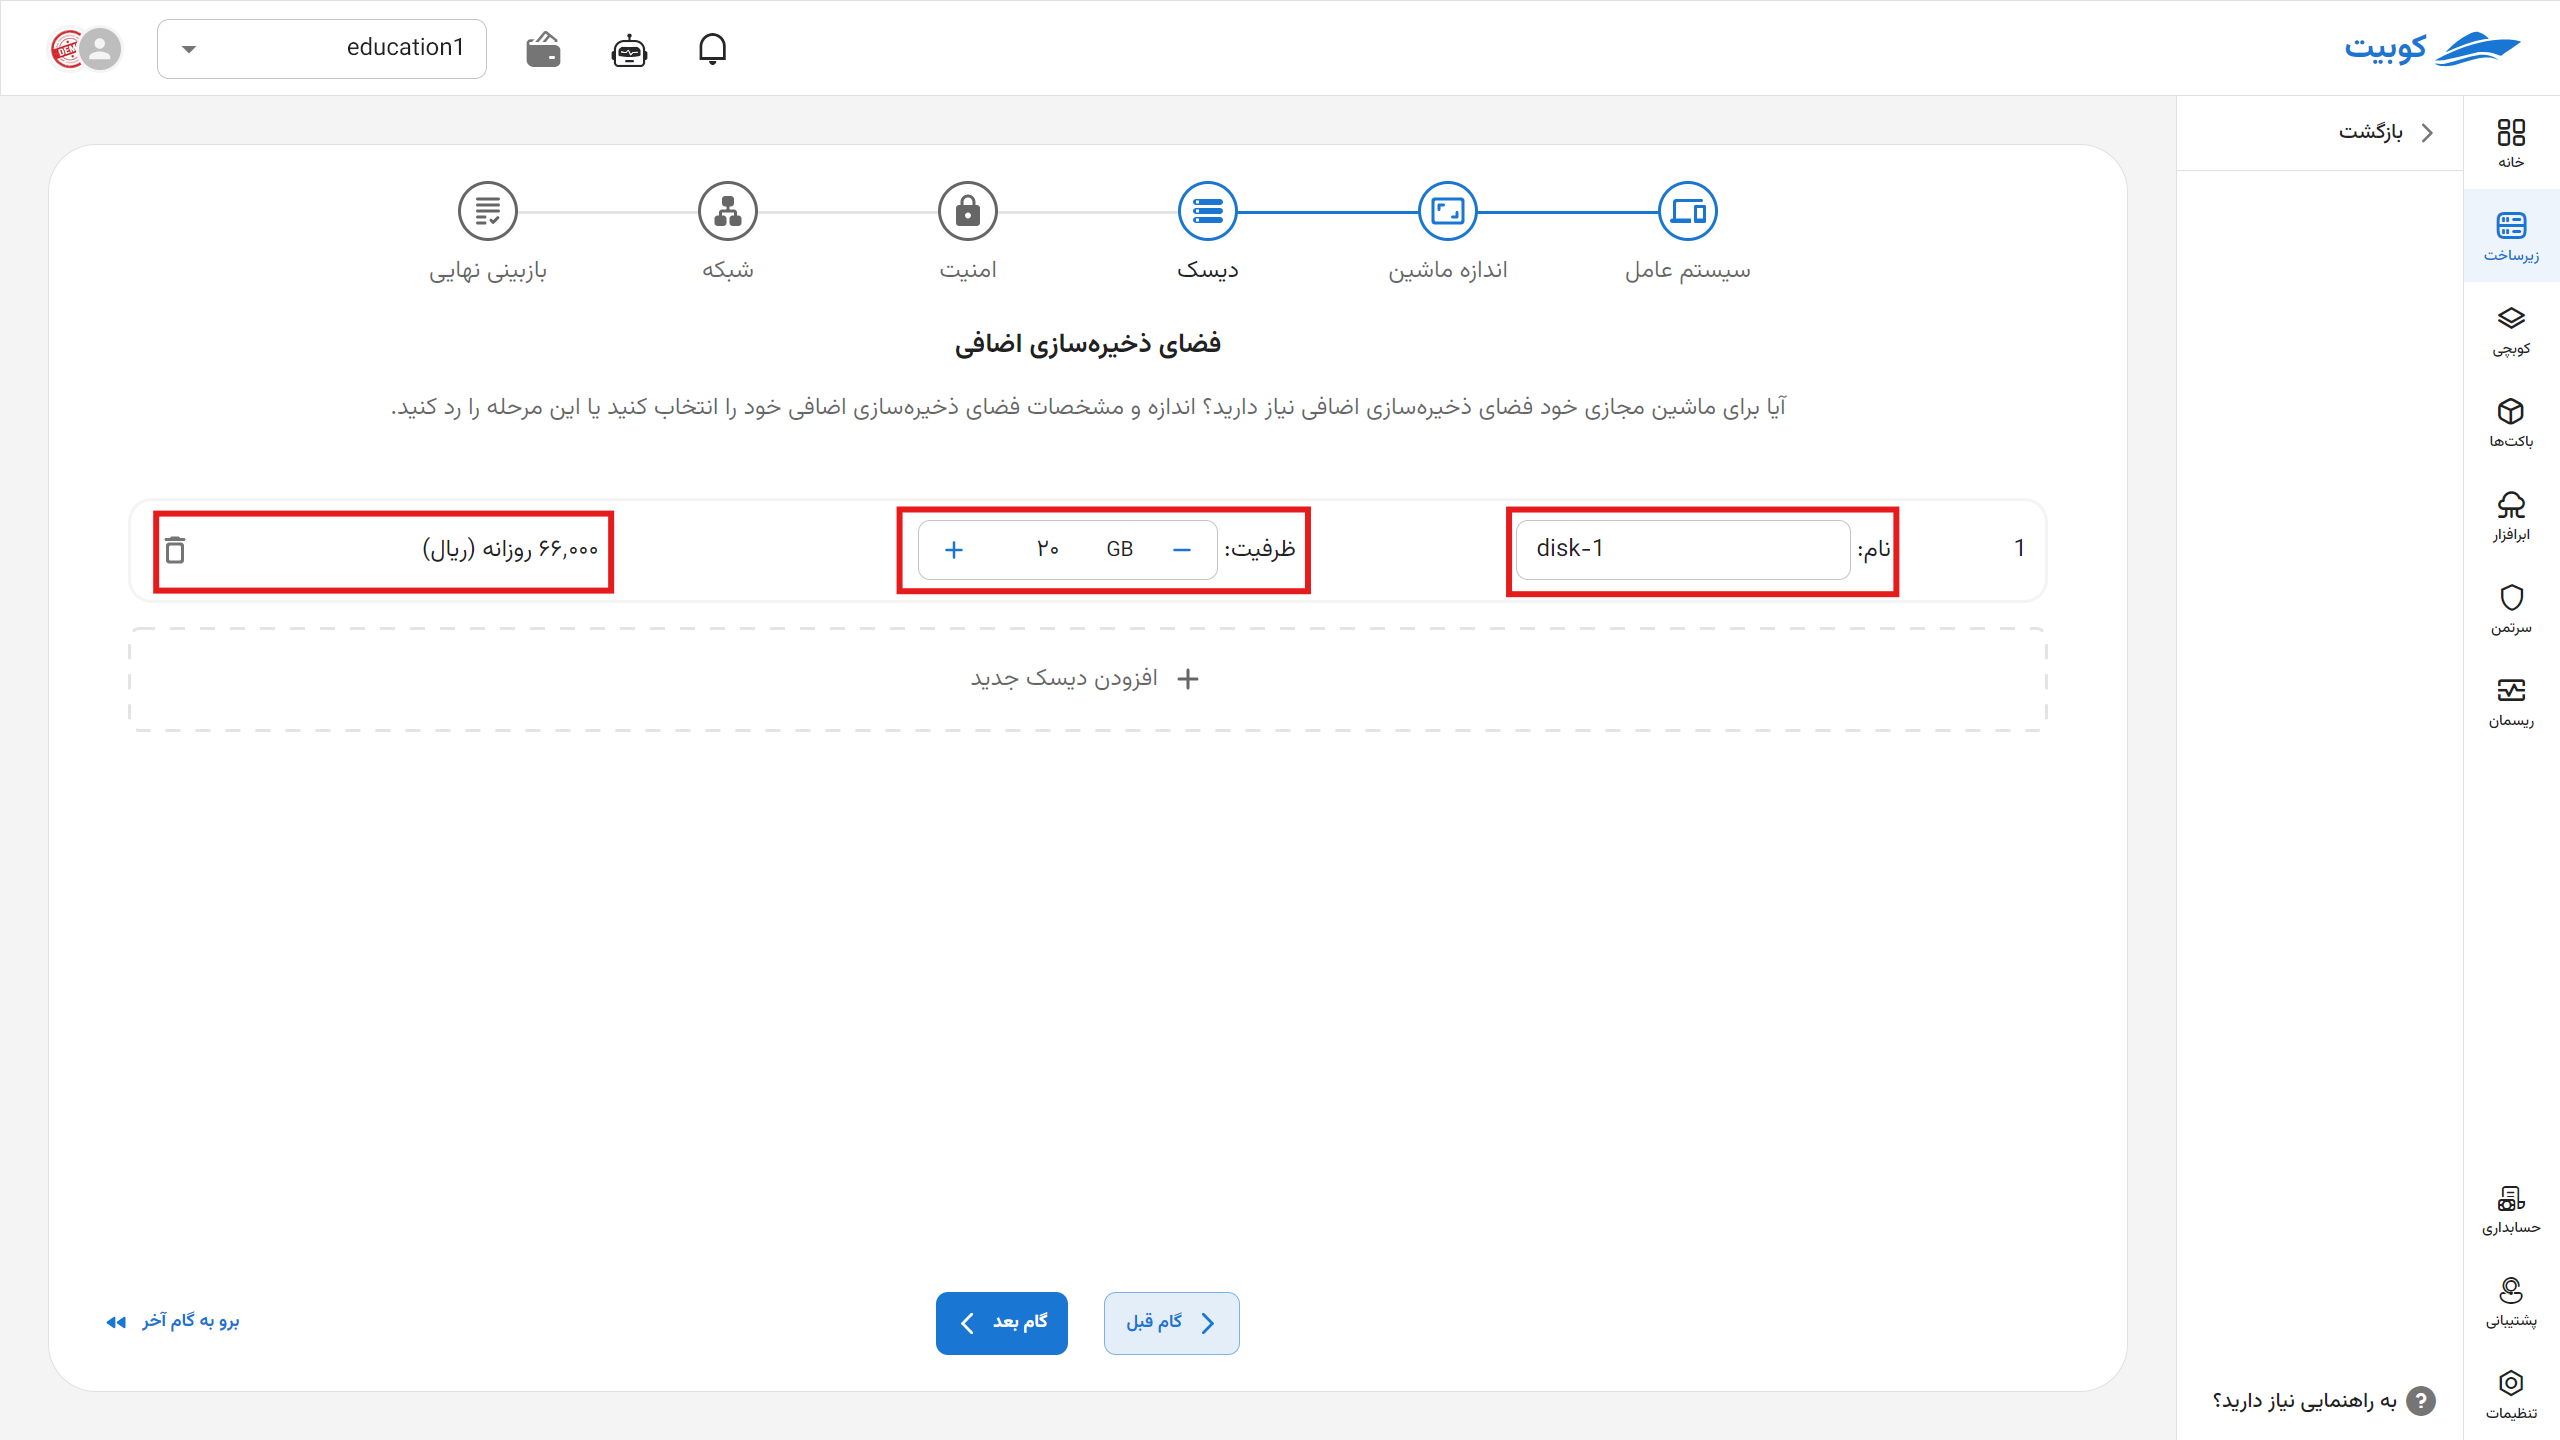 کوبیت
education1
DEMO
بازگشت
خانه
زیرساخت
کوبچی
باکت‌ها
ابرافزار
سرتمن
ریسمان
حسابداری
پشتیبانی
تنظیمات
سیستم عامل
اندازه ماشین
دیسک
امنیت
شبکه
بازبینی نهایی
فضای ذخیره‌سازی اضافی
آیا برای ماشین مجازی خود فضای ذخیره‌سازی اضافی نیاز دارید؟ اندازه و مشخصات فضای ذخیره‌سازی اضافی خود را انتخاب کنید یا این مرحله را رد کنید.
1 نام: disk-1 ظرفیت: − GB ۲۰ + ۶۶,۰۰۰ روزانه (ریال)
+ افزودن دیسک جدید
گام قبل
گام بعد
برو به گام آخر
به راهنمایی نیاز دارید؟